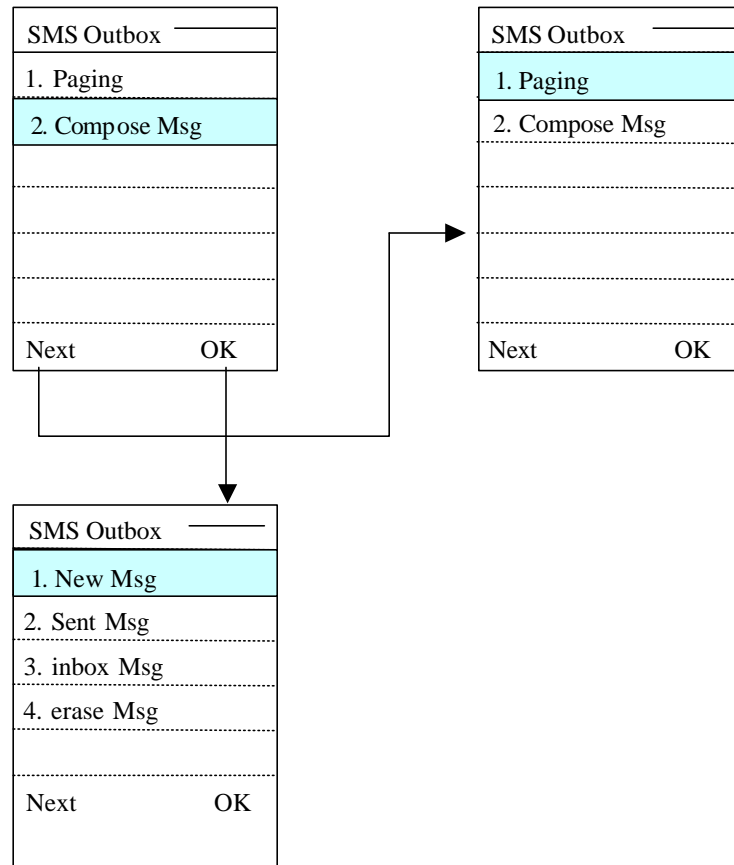 SMS Outbox
1. Paging
2. Compose Msg
Next OK
SMS Outbox
1. Paging
2. Compose Msg
Next OK
SMS Outbox
1. New Msg
2. Sent Msg
3. inbox Msg
4. erase Msg
Next OK